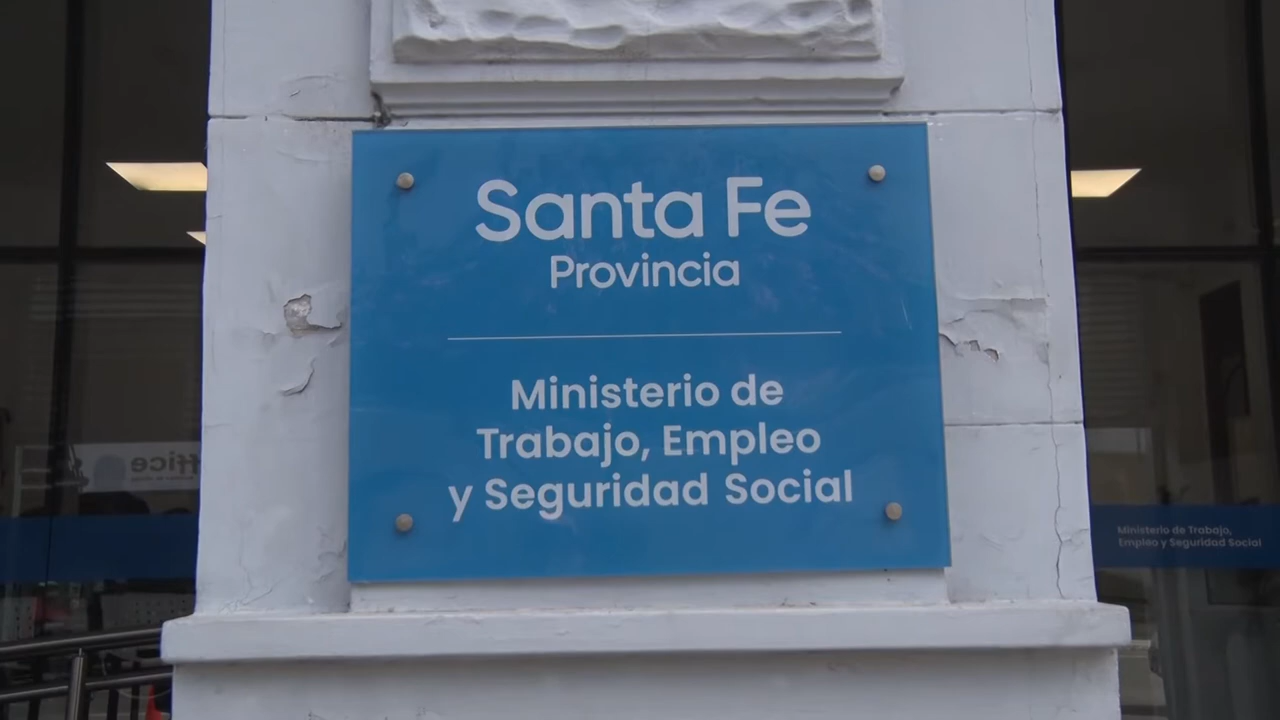 Santa Fe
Provincia
Ministerio de
Trabajo, Empleo
y Seguridad Social
Ministerio de Trabajo,
Empleo y Seguridad Social